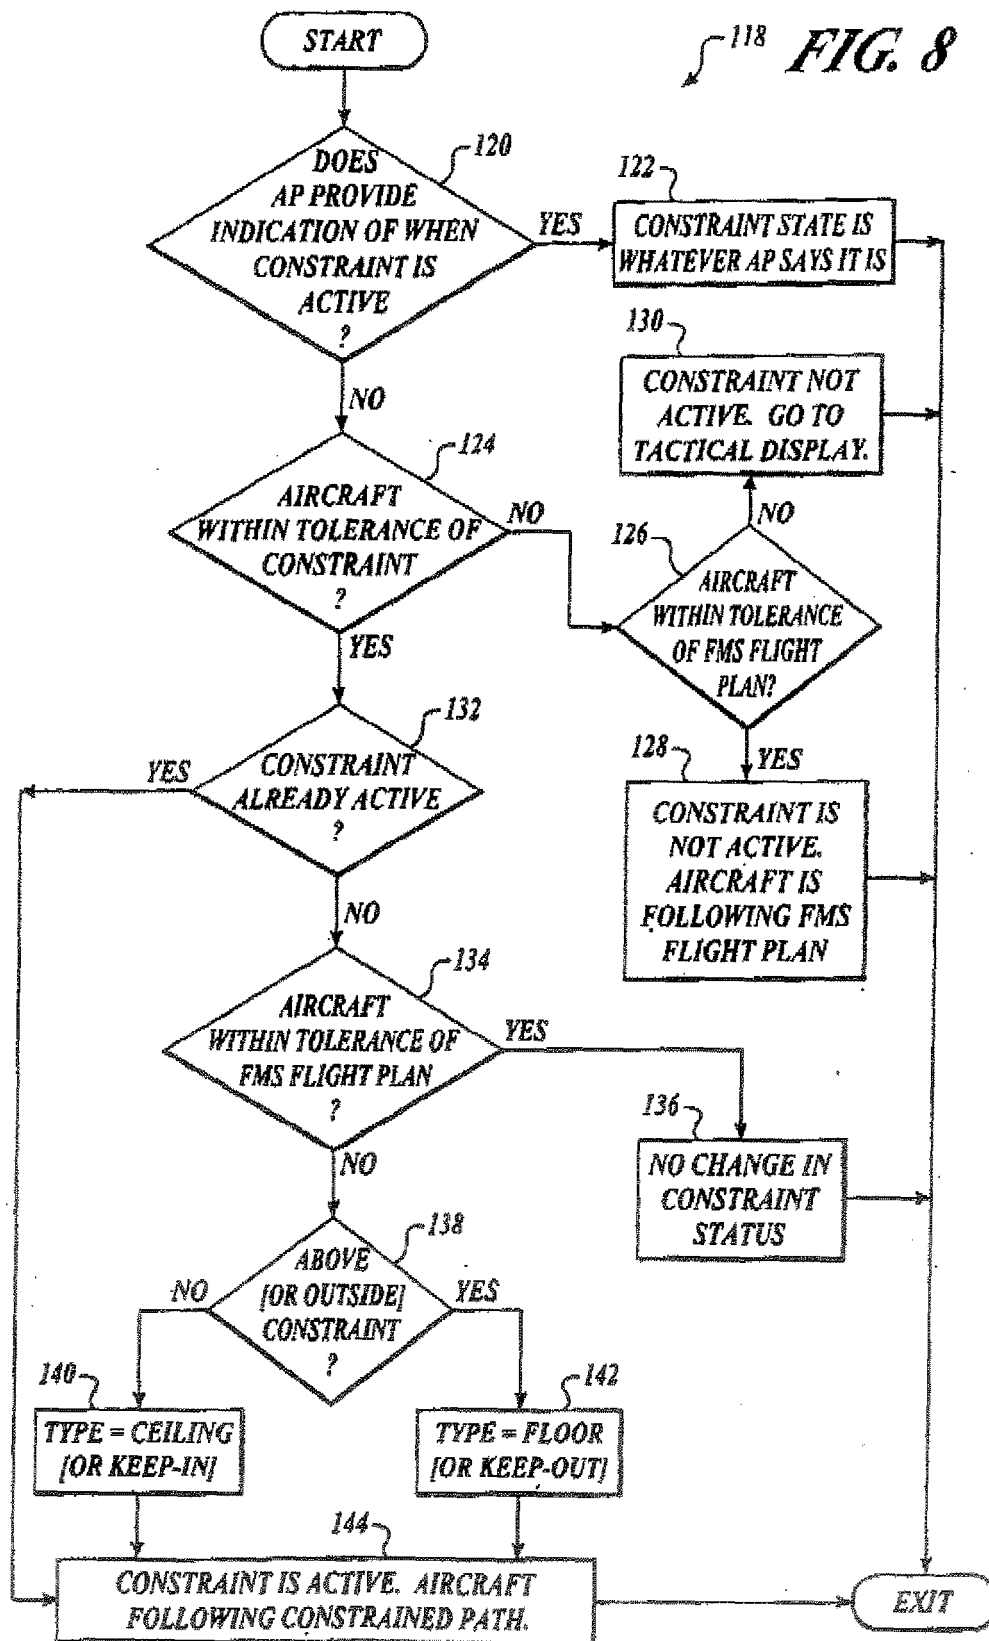 START
118
FIG. 8
120
DOES
AP PROVIDE
INDICATION OF WHEN
CONSTRAINT IS
ACTIVE
?
YES
122
CONSTRAINT STATE IS
WHATEVER AP SAYS IT IS
NO
130
CONSTRAINT NOT
ACTIVE. GO TO
TACTICAL DISPLAY.
124
AIRCRAFT
WITHIN TOLERANCE OF
CONSTRAINT
?
NO
NO
126
AIRCRAFT
WITHIN TOLERANCE
OF FMS FLIGHT
PLAN?
YES
YES
128
CONSTRAINT IS
NOT ACTIVE.
AIRCRAFT IS
FOLLOWING FMS
FLIGHT PLAN
132
CONSTRAINT
ALREADY ACTIVE
?
YES
NO
134
AIRCRAFT
WITHIN TOLERANCE OF
FMS FLIGHT PLAN
?
YES
136
NO CHANGE IN
CONSTRAINT
STATUS
NO
138
ABOVE
[OR OUTSIDE]
CONSTRAINT
?
NO
YES
140
TYPE = CEILING
[OR KEEP-IN]
142
TYPE = FLOOR
[OR KEEP-OUT]
144
CONSTRAINT IS ACTIVE. AIRCRAFT
FOLLOWING CONSTRAINED PATH.
EXIT